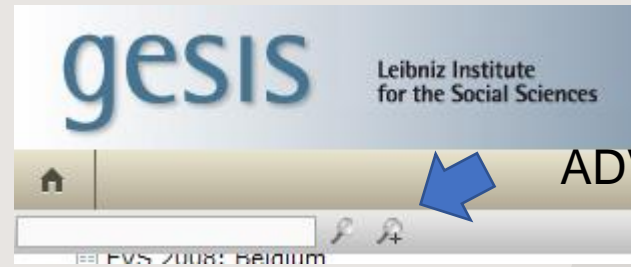 gesis
Leibniz Institute
for the Social Sciences
ADV
EVS 2008: Belgium